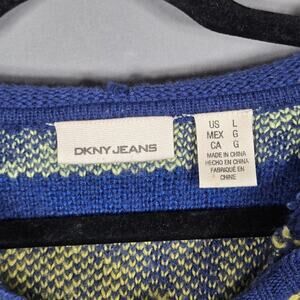 DKNY JEANS
US L
MEX G
CA G
MADE IN CHINA
HECHO EN CHINA
FABRIQUÉ EN
CHINE